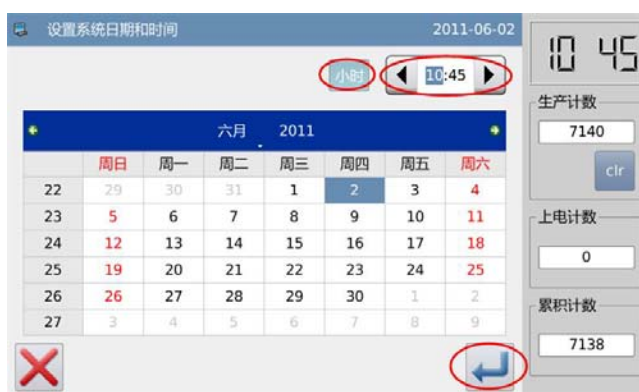 设置系统日期和时间 2011-06-02
小时 10:45
六月 2011
周日 周一 周二 周三 周四 周五 周六
22 29 30 31 1 2 3 4
23 5 6 7 8 9 10 11
24 12 13 14 15 16 17 18
25 19 20 21 22 23 24 25
26 26 27 28 29 30 1 2
27 3 4 5 6 7 8 9
10 45
生产计数
7140
clr
上电计数
0
累积计数
7138